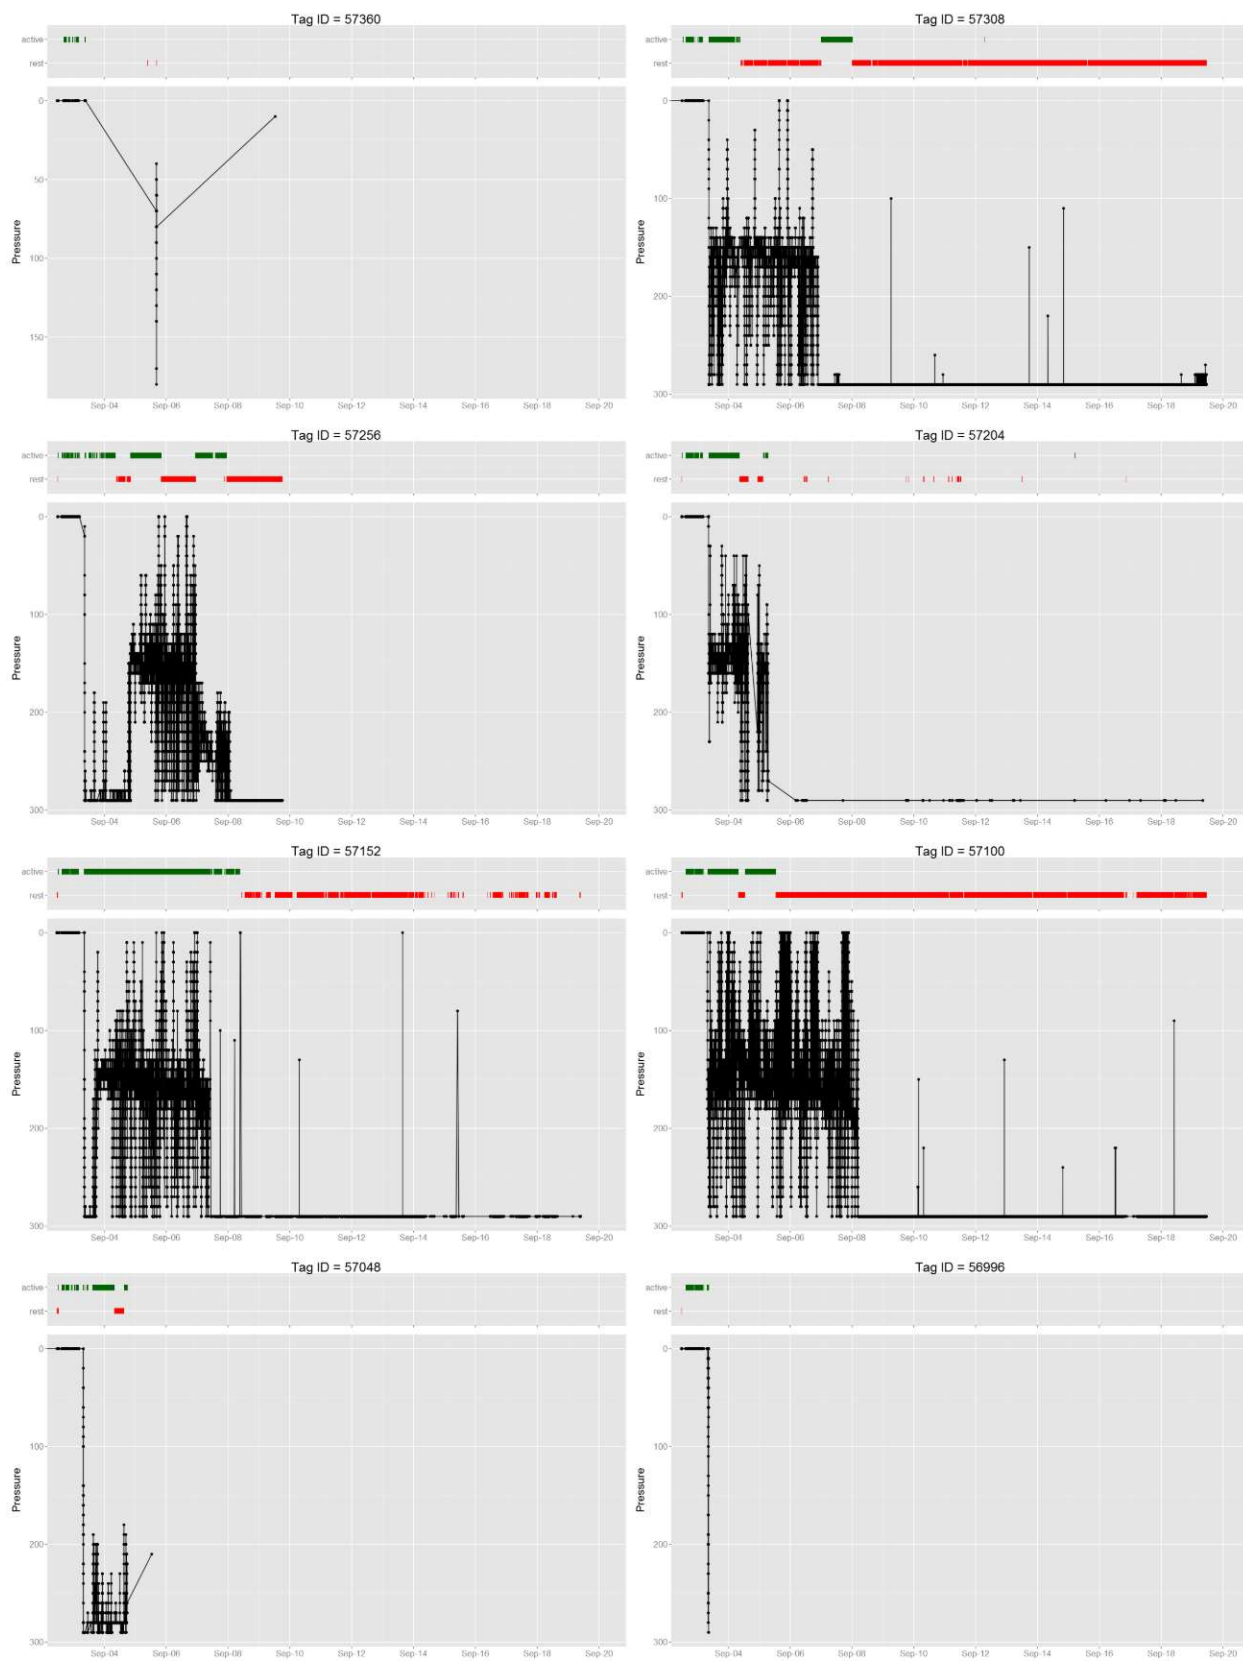 Tag ID = 57360
active
rest
0
50
100
150
Pressure
Sep-04 Sep-06 Sep-08 Sep-10 Sep-12 Sep-14 Sep-16 Sep-18 Sep-20
Tag ID = 57308
active
rest
0
100
200
300
Pressure
Sep-04 Sep-06 Sep-08 Sep-10 Sep-12 Sep-14 Sep-16 Sep-18 Sep-20
Tag ID = 57256
active
rest
0
100
200
300
Pressure
Sep-04 Sep-06 Sep-08 Sep-10 Sep-12 Sep-14 Sep-16 Sep-18 Sep-20
Tag ID = 57204
active
rest
0
100
200
300
Pressure
Sep-04 Sep-06 Sep-08 Sep-10 Sep-12 Sep-14 Sep-16 Sep-18 Sep-20
Tag ID = 57152
active
rest
0
100
200
300
Pressure
Sep-04 Sep-06 Sep-08 Sep-10 Sep-12 Sep-14 Sep-16 Sep-18 Sep-20
Tag ID = 57100
active
rest
0
100
200
300
Pressure
Sep-04 Sep-06 Sep-08 Sep-10 Sep-12 Sep-14 Sep-16 Sep-18 Sep-20
Tag ID = 57048
active
rest
0
100
200
300
Pressure
Sep-04 Sep-06 Sep-08 Sep-10 Sep-12 Sep-14 Sep-16 Sep-18 Sep-20
Tag ID = 56996
active
rest
0
100
200
300
Pressure
Sep-04 Sep-06 Sep-08 Sep-10 Sep-12 Sep-14 Sep-16 Sep-18 Sep-20